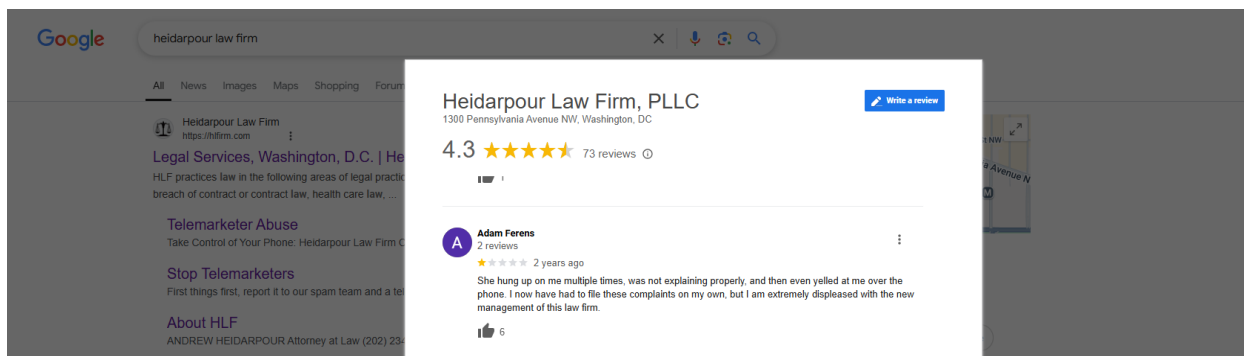 Google
heidarpour law firm
All News Images Maps Shopping
Heidarpour Law Firm
https://hlfirm.com
Legal Services, Washington, D.C. |
HLF practices law in the following areas of legal
breach of contract or contract law, health care law, ...
Telemarketer Abuse
Take Control of Your Phone: Heidarpour Law Firm
Stop Telemarketers
First things first, report it to our spam team and a
About HLF
ANDREW HEIDARPOUR Attorney at Law (202)
Heidarpour Law Firm, PLLC
Write a review
1300 Pennsylvania Avenue NW, Washington, DC
4.3 73 reviews
A
Adam Ferens
2 reviews
2 years ago
She hung up on me multiple times, was not explaining properly, and then even yelled at me over the
phone. I now have had to file these complaints on my own, but I am extremely displeased with the new
management of this law firm.
6
NW
Avenue N
M